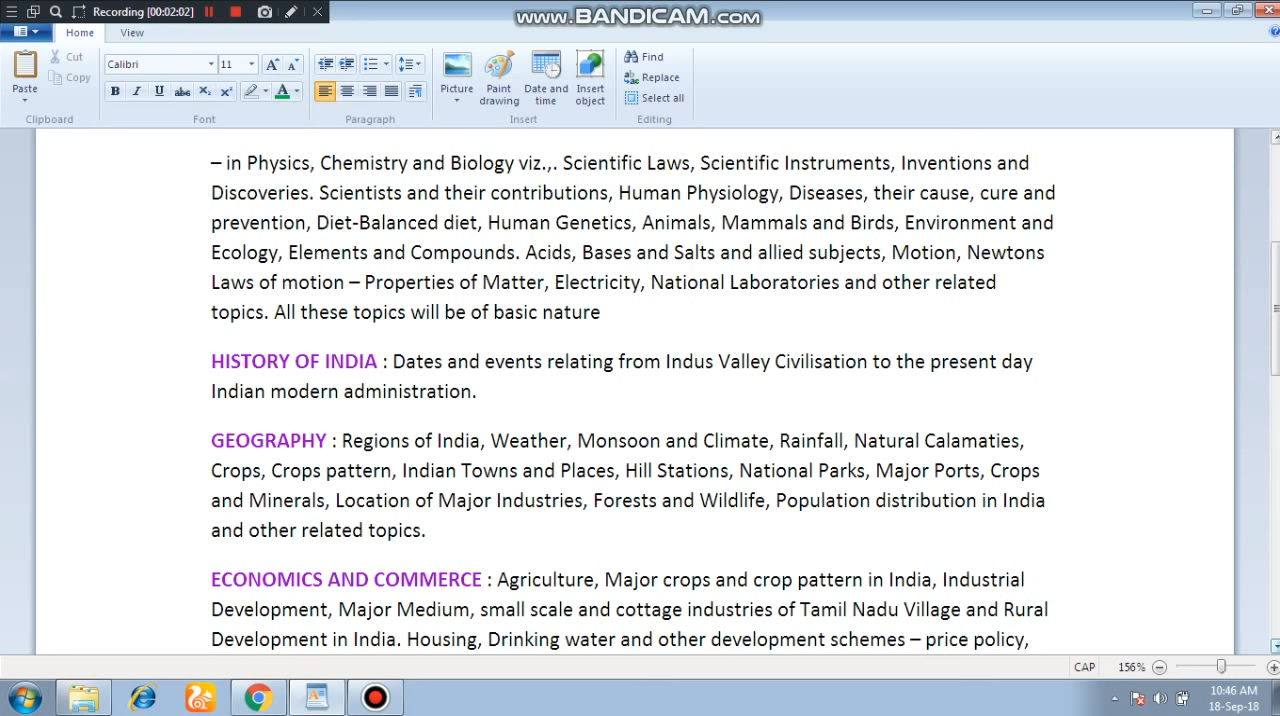 Recording [00:02:02]
www.BANDICAM.com
Home View
Calibri 11 Find
Cut
Copy
Paste
Replace
Select all
Picture Paint drawing Date and time Insert object
Clipboard Font Paragraph Insert Editing
– in Physics, Chemistry and Biology viz.,. Scientific Laws, Scientific Instruments, Inventions and
Discoveries. Scientists and their contributions, Human Physiology, Diseases, their cause, cure and
prevention, Diet-Balanced diet, Human Genetics, Animals, Mammals and Birds, Environment and
Ecology, Elements and Compounds. Acids, Bases and Salts and allied subjects, Motion, Newtons
Laws of motion – Properties of Matter, Electricity, National Laboratories and other related
topics. All these topics will be of basic nature
HISTORY OF INDIA : Dates and events relating from Indus Valley Civilisation to the present day
Indian modern administration.
GEOGRAPHY : Regions of India, Weather, Monsoon and Climate, Rainfall, Natural Calamaties,
Crops, Crops pattern, Indian Towns and Places, Hill Stations, National Parks, Major Ports, Crops
and Minerals, Location of Major Industries, Forests and Wildlife, Population distribution in India
and other related topics.
ECONOMICS AND COMMERCE : Agriculture, Major crops and crop pattern in India, Industrial
Development, Major Medium, small scale and cottage industries of Tamil Nadu Village and Rural
Development in India. Housing, Drinking water and other development schemes – price policy,
CAP 156%
10:46 AM
18-Sep-18